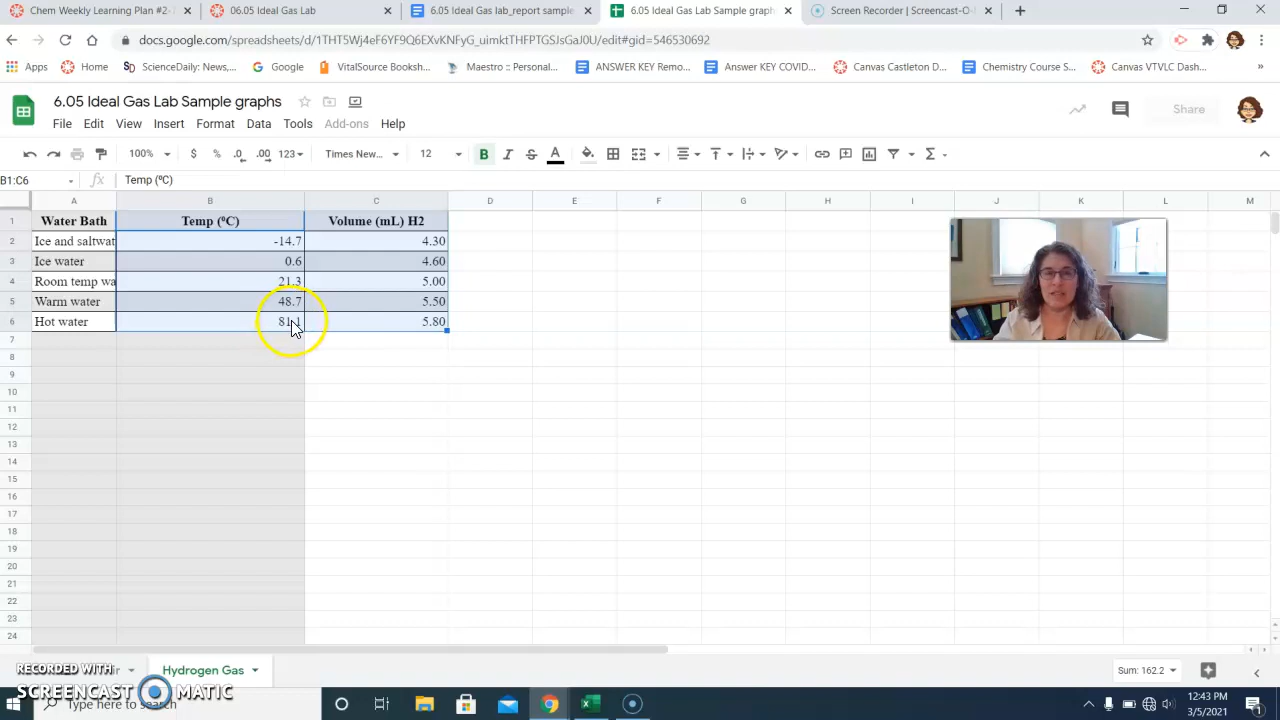 Chem Weekly Learning Plan #2- 06.05 Ideal Gas Lab 6.05 Ideal Gas lab_report sample 6.05 Ideal Gas Lab Sample graph Screen Recorder | Screencast-O-
docs.google.com/spreadsheets/d/1THT5Wj4eF6YF9Q6EXvKNFyG_uimktTHFPTGSJsGaJ0U/edit#gid=546530692
Apps Home ScienceDaily: News,... Google VitalSource Booksh... Maestro :: Personal... ANSWER KEY Remo... Answer KEY COVID... Canvas Castleton D... Chemistry Course S... Canvas VTVLC Dash... »
6.05 Ideal Gas Lab Sample graphs
File Edit View Insert Format Data Tools Add-ons Help
Share
100% $ % .0 .00 123 Times New... 12 B I S A Σ
B1:C6 fx Temp (⁰C)
A B C D E F G H I J K L M
1 Water Bath Temp (⁰C) Volume (mL) H2
2 Ice and saltwat -14.7 4.30
3 Ice water 0.6 4.60
4 Room temp wa 21.3 5.00
5 Warm water 48.7 5.50
6 Hot water 81.1 5.80
7
8
9
10
11
12
13
14
15
16
17
18
19
20
21
22
23
24
Hydrogen Gas Sum: 162.2
RECORDED WITH
SCREENCAST MATIC
Type here to search
12:43 PM
3/5/2021